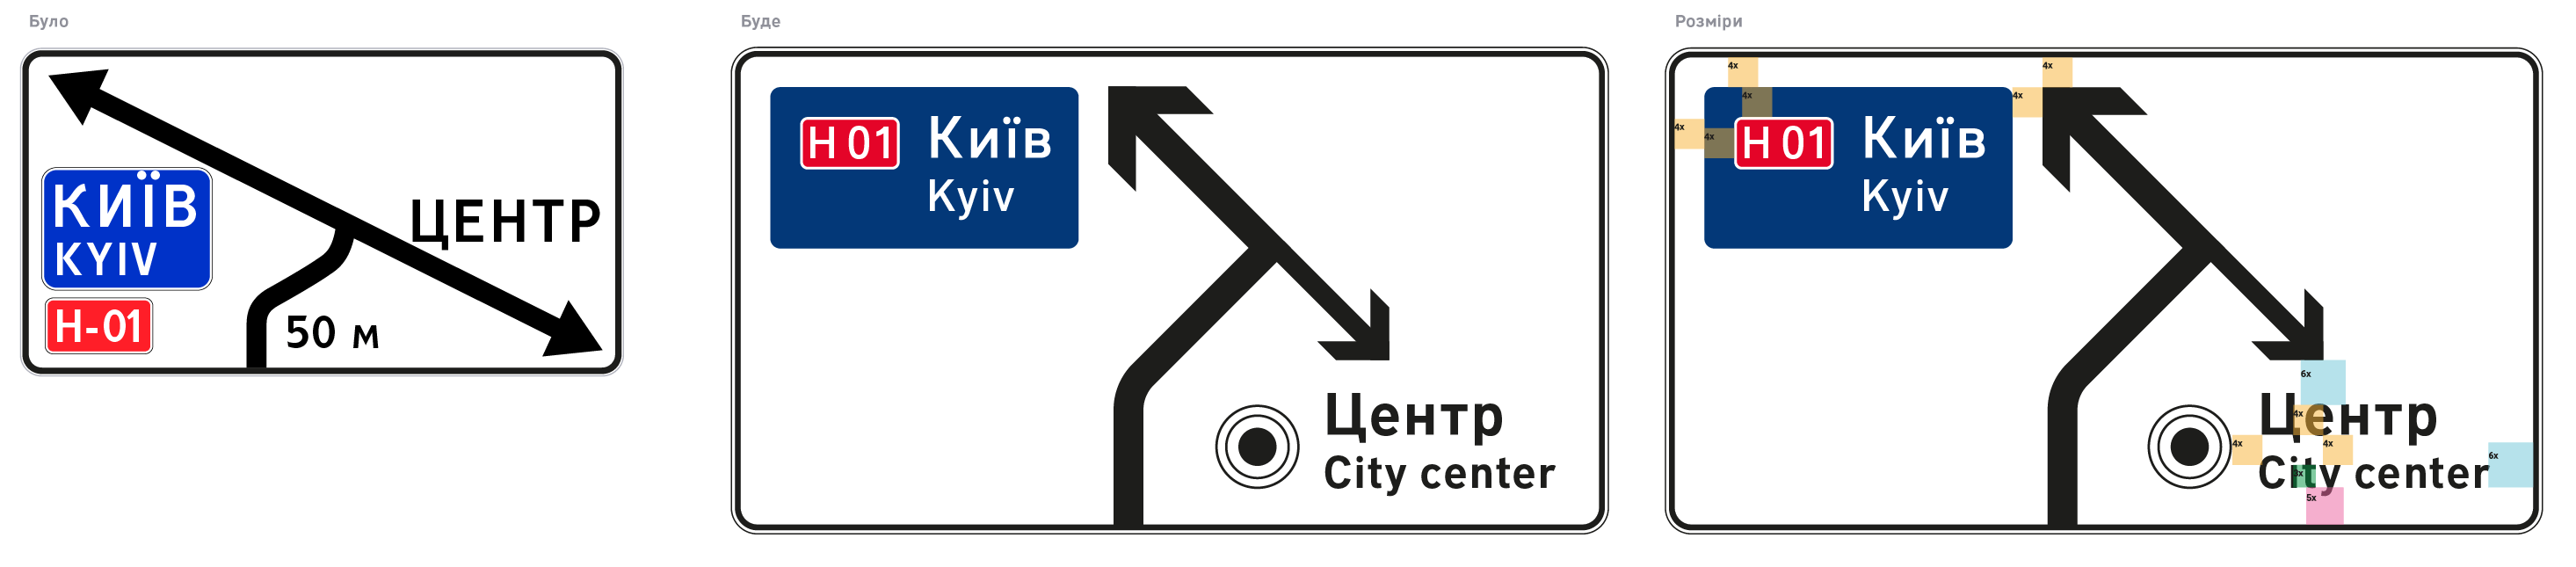 Було
КИЇВ
KYIV
Н-01
ЦЕНТР
50 м
Буде
Н 01
Київ
Kyiv
Центр
City center
Розміри
4x
4x
4x
4x
4x
4x
Н 01
Київ
Kyiv
6x
4x
Центр
4x
4x
City center
6x
5x